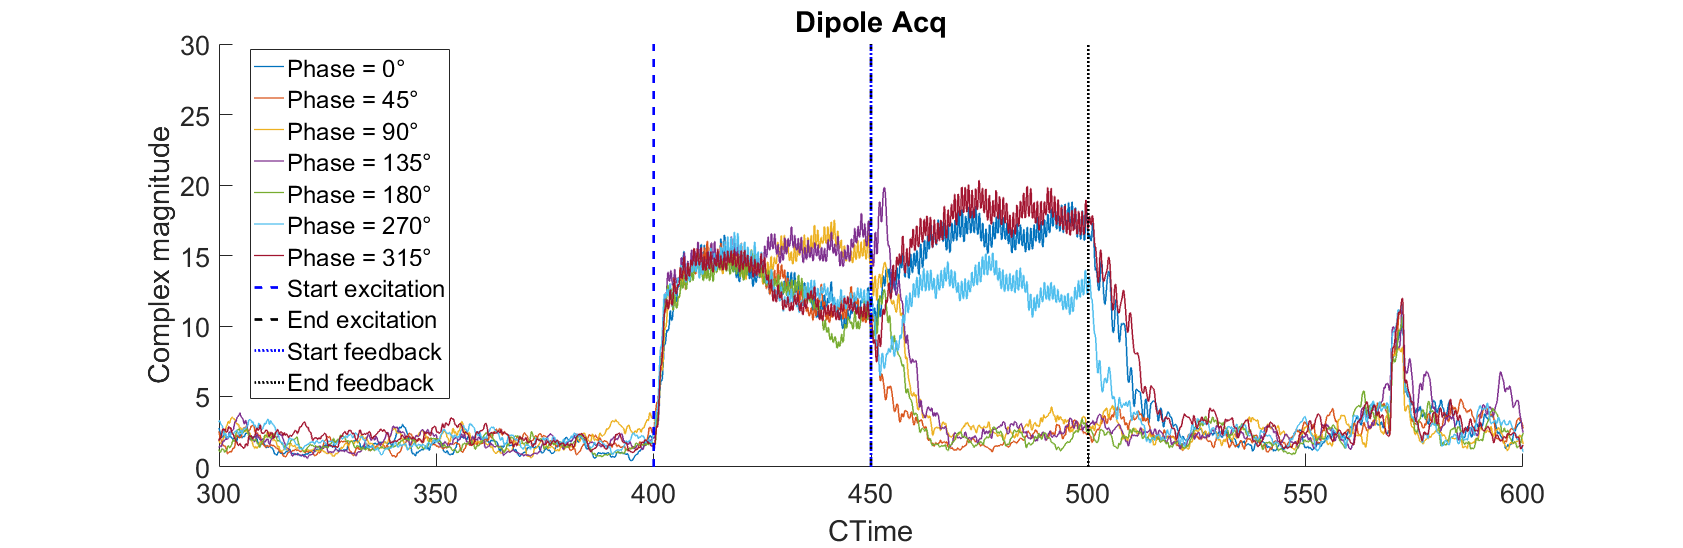 Dipole Acq
Complex magnitude
30
25
20
15
10
5
0
Phase = 0°
Phase = 45°
Phase = 90°
Phase = 135°
Phase = 180°
Phase = 270°
Phase = 315°
Start excitation
End excitation
Start feedback
End feedback
300 350 400 450 500 550 600
CTime